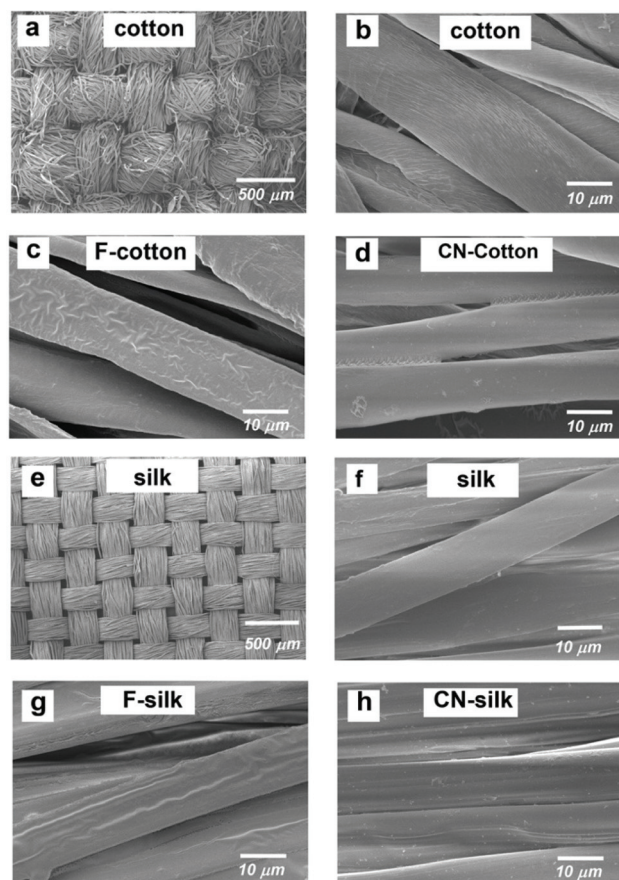 a cotton
500 μm
b cotton
10 μm
c F-cotton
10 μm
d CN-Cotton
10 μm
e silk
500 μm
f silk
10 μm
g F-silk
10 μm
h CN-silk
10 μm